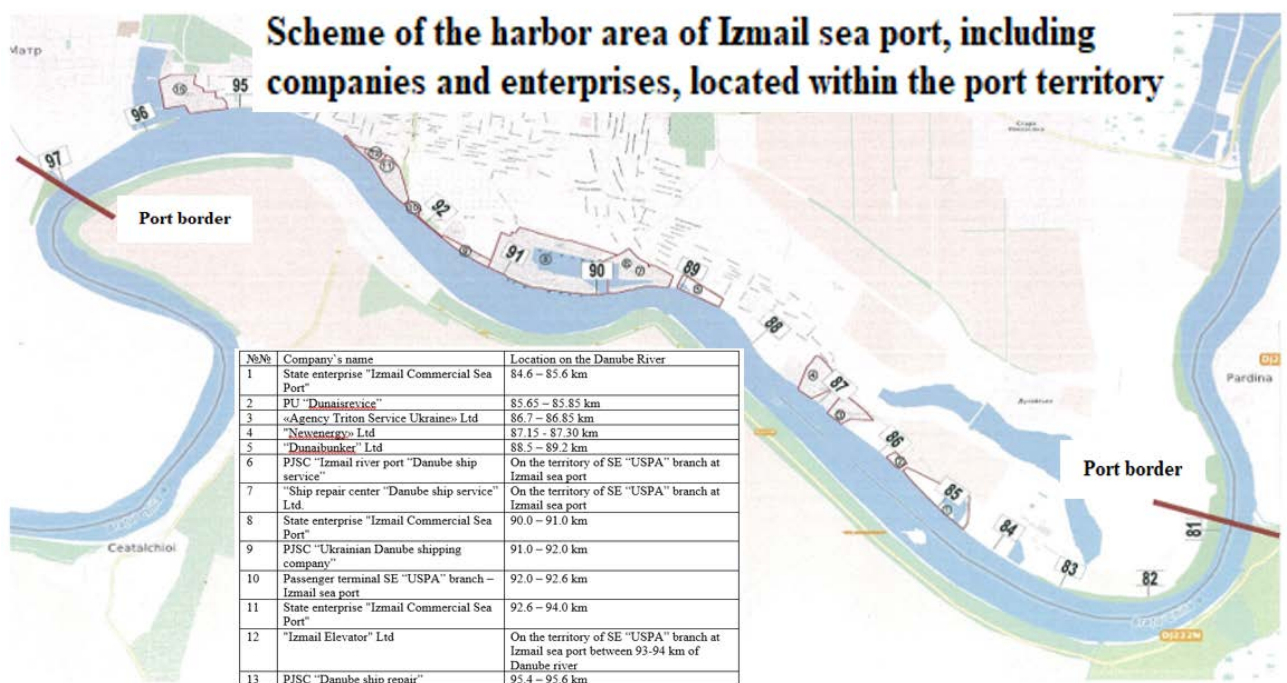 Scheme of the harbor area of Izmail sea port, including
companies and enterprises, located within the port territory
95
96
97
Port border
92
91
90
89
88
87
86
85
84
83
82
81
Port border
Pardina
Ceatalchioi
№№ Company`s name Location on the Danube River
1 State enterprise "Izmail Commercial Sea 84.6 – 85.6 km
Port"
2 PU “Dunaisrevice” 85.65 – 85.85 km
3 «Agency Triton Service Ukraine» Ltd 86.7 – 86.85 km
4 "Newenergy» Ltd 87.15 - 87.30 km
5 “Dunaibunker” Ltd 88.5 – 89.2 km
6 PJSC “Izmail river port “Danube ship On the territory of SE “USPA” branch at
service” Izmail sea port
7 “Ship repair center “Danube ship service” On the territory of SE “USPA” branch at
Ltd. Izmail sea port
8 State enterprise "Izmail Commercial Sea 90.0 – 91.0 km
Port"
9 PJSC “Ukrainian Danube shipping 91.0 – 92.0 km
company”
10 Passenger terminal SE “USPA” branch – 92.0 – 92.6 km
Izmail sea port
11 State enterprise "Izmail Commercial Sea 92.6 – 94.0 km
Port"
12 "Izmail Elevator" Ltd On the territory of SE “USPA” branch at
Izmail sea port between 93-94 km of
Danube river
13 PJSC “Danube ship repair” 95.4 – 95.6 km